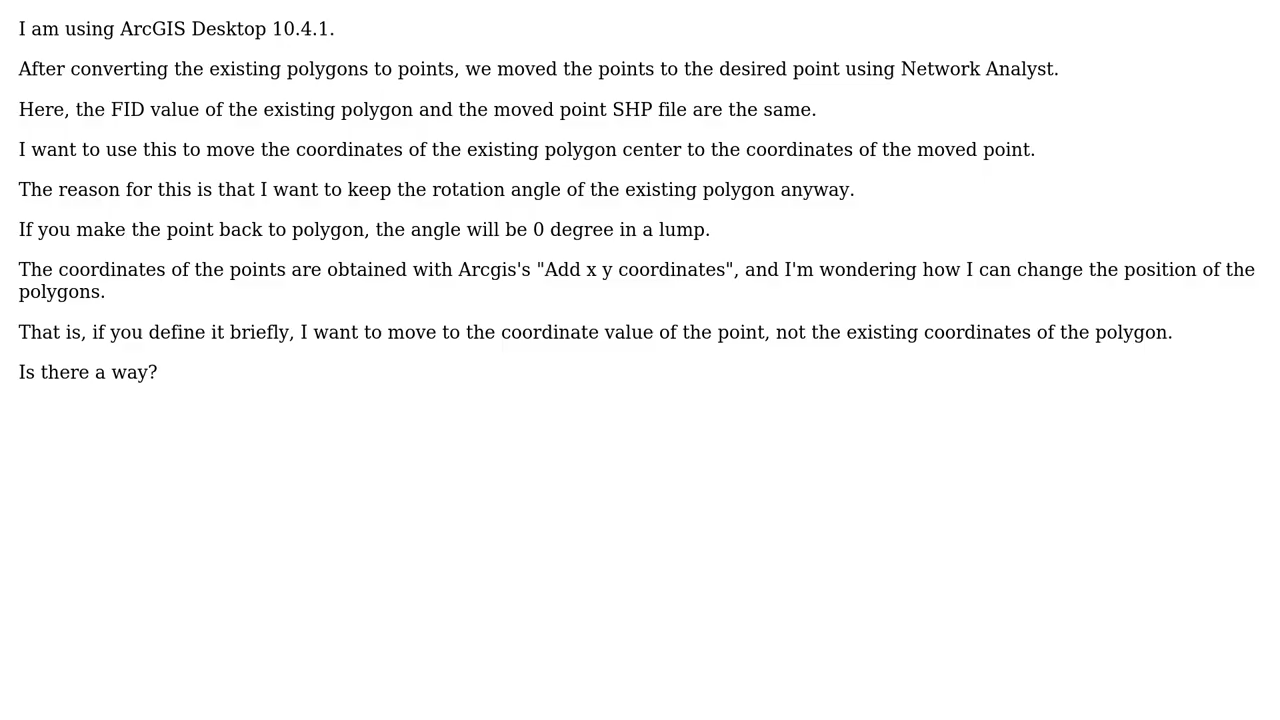 I am using ArcGIS Desktop 10.4.1.
After converting the existing polygons to points, we moved the points to the desired point using Network Analyst.
Here, the FID value of the existing polygon and the moved point SHP file are the same.
I want to use this to move the coordinates of the existing polygon center to the coordinates of the moved point.
The reason for this is that I want to keep the rotation angle of the existing polygon anyway.
If you make the point back to polygon, the angle will be 0 degree in a lump.
The coordinates of the points are obtained with Arcgis's "Add x y coordinates", and I'm wondering how I can change the position of the
polygons.
That is, if you define it briefly, I want to move to the coordinate value of the point, not the existing coordinates of the polygon.
Is there a way?